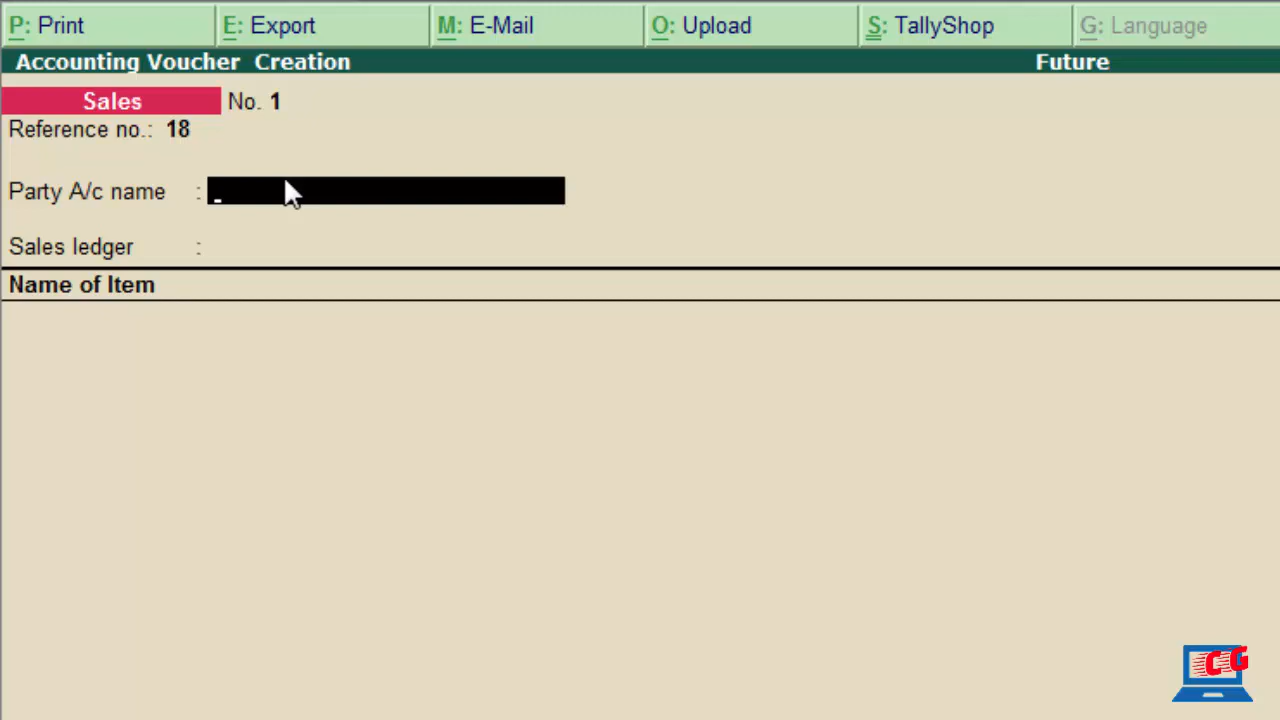 P: Print E: Export M: E-Mail O: Upload S: TallyShop G: Language
Accounting Voucher Creation Future
Sales No. 1
Reference no.: 18
Party A/c name :
Sales ledger :
Name of Item
CG